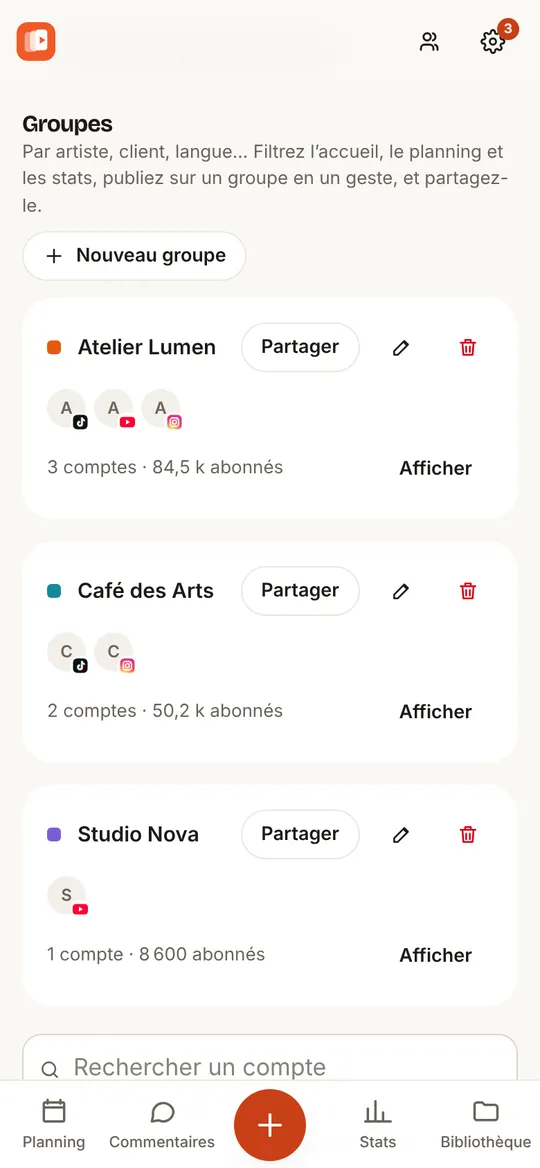 3
Groupes
Par artiste, client, langue… Filtrez l’accueil, le planning et
les stats, publiez sur un groupe en un geste, et partagez-
le.
+ Nouveau groupe
Atelier Lumen Partager
A A A
3 comptes · 84,5 k abonnés Afficher
Café des Arts Partager
C C
2 comptes · 50,2 k abonnés Afficher
Studio Nova Partager
S
1 compte · 8 600 abonnés Afficher
Rechercher un compte
Planning Commentaires Stats Bibliothèque